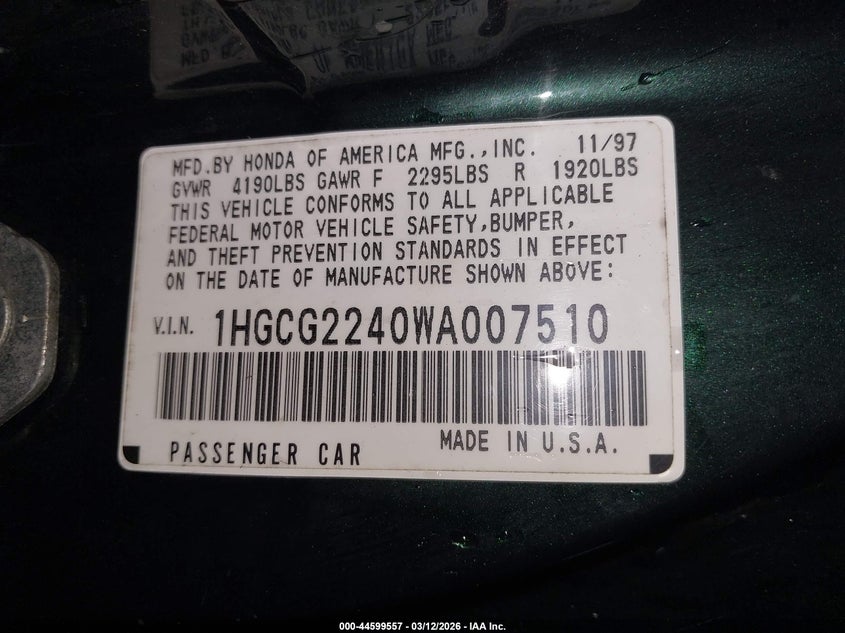 MFD.BY HONDA OF AMERICA MFG.,INC. 11/97
GVWR 4190LBS GAWR F 2295LBS R 1920LBS
THIS VEHICLE CONFORMS TO ALL APPLICABLE
FEDERAL MOTOR VEHICLE SAFETY,BUMPER,
AND THEFT PREVENTION STANDARDS IN EFFECT
ON THE DATE OF MANUFACTURE SHOWN ABOVE:
V.I.N. 1HGCG2240WA007510
PASSENGER CAR MADE IN U.S.A.
000-44599557 - 03/12/2026 - IAA Inc.